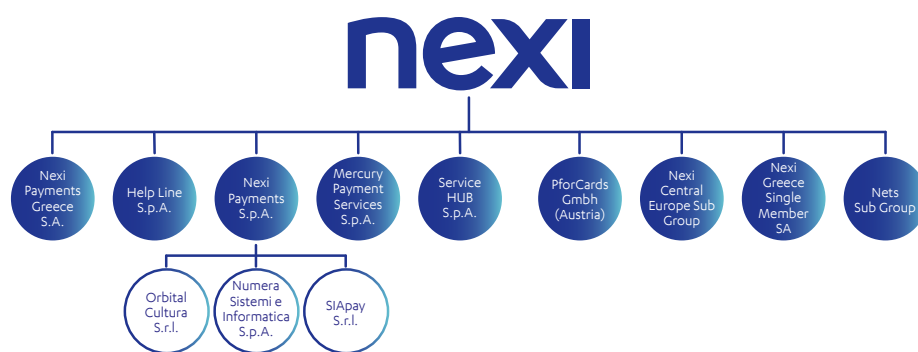 nexi
Nexi
Payments
Greece
S.A.
Help Line
S.p.A.
Nexi
Payments
S.p.A.
Mercury
Payment
Services
S.p.A.
Service
HUB
S.p.A.
PforCards
Gmbh
(Austria)
Nexi
Central
Europe Sub
Group
Nexi
Greece
Single
Member
SA
Nets
Sub Group
Orbital
Cultura
S.r.l.
Numera
Sistemi e
Informatica
S.p.A.
SIApay
S.r.l.